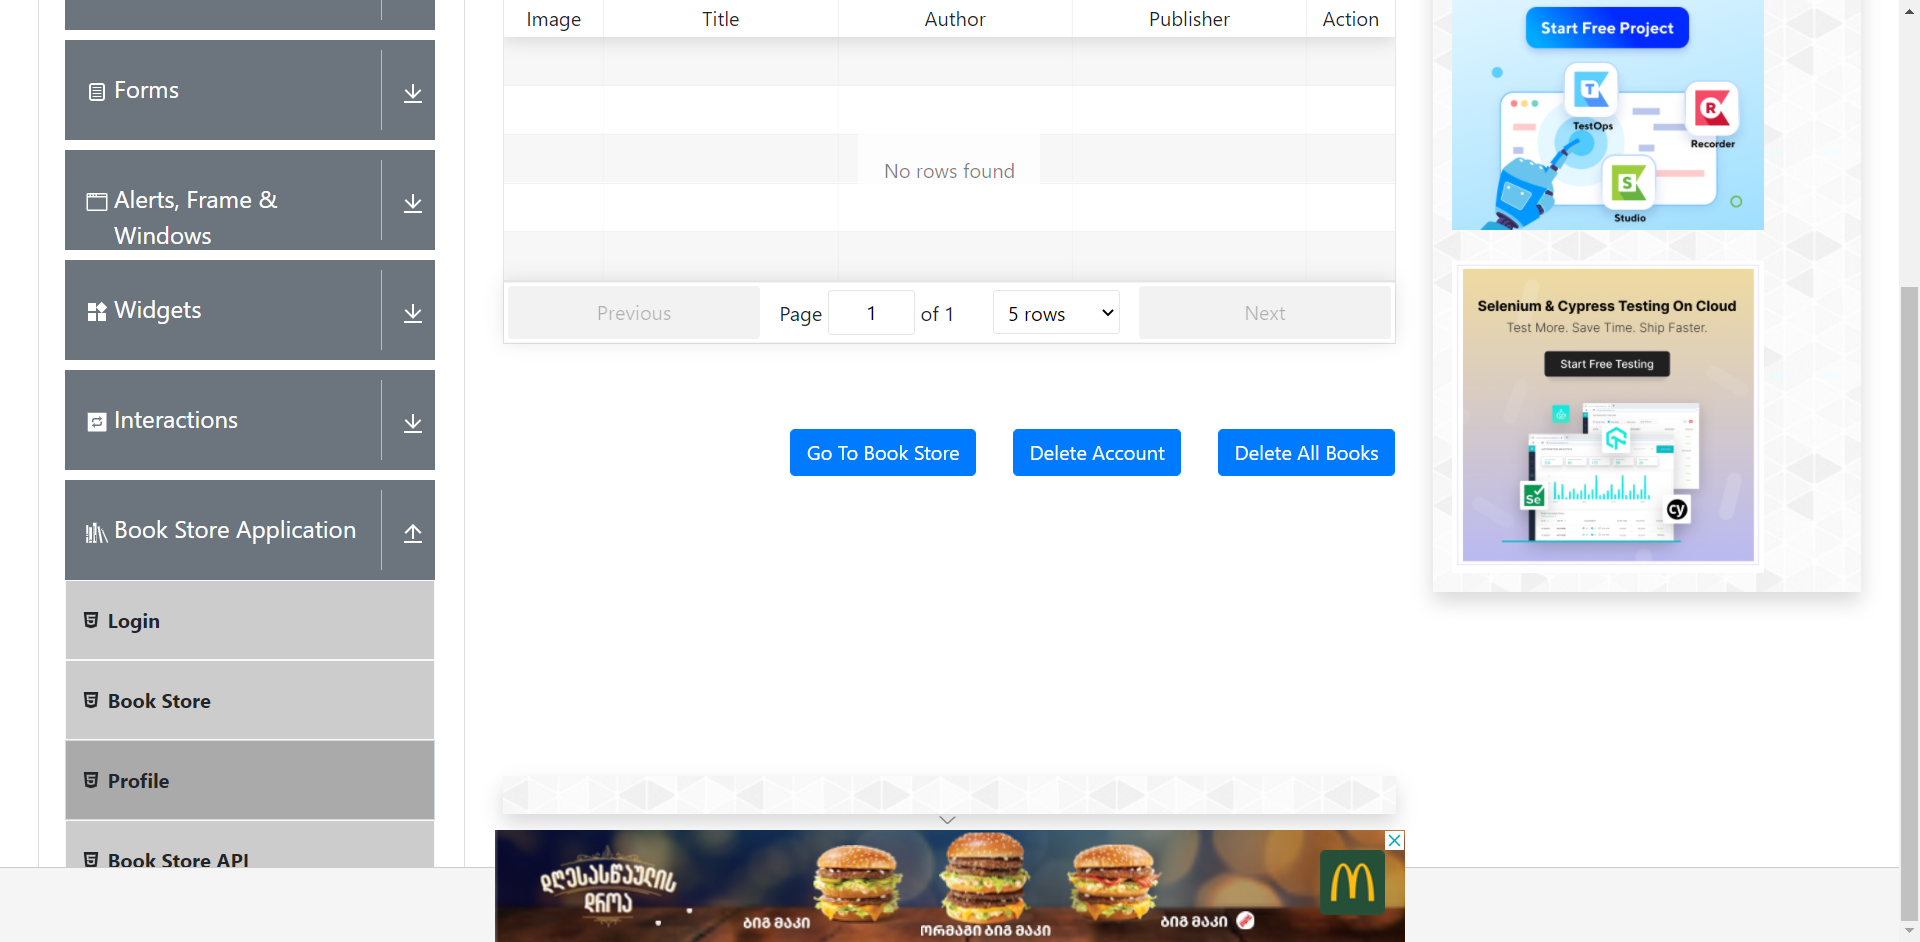 Forms
Alerts, Frame &
Windows
Widgets
Interactions
Book Store Application
Login
Book Store
Profile
Book Store API
Image Title Author Publisher Action
No rows found
Previous Page 1 of 1 5 rows Next
Go To Book Store Delete Account Delete All Books
Start Free Project
TestOps
R
Recorder
S
Studio
Selenium & Cypress Testing On Cloud
Test More. Save Time. Ship Faster.
Start Free Testing
Se
cy
დღესასწაულის
დროა
ბიგ მაკი
ორმაგი ბიგ მაკი
ბიგ მაკი